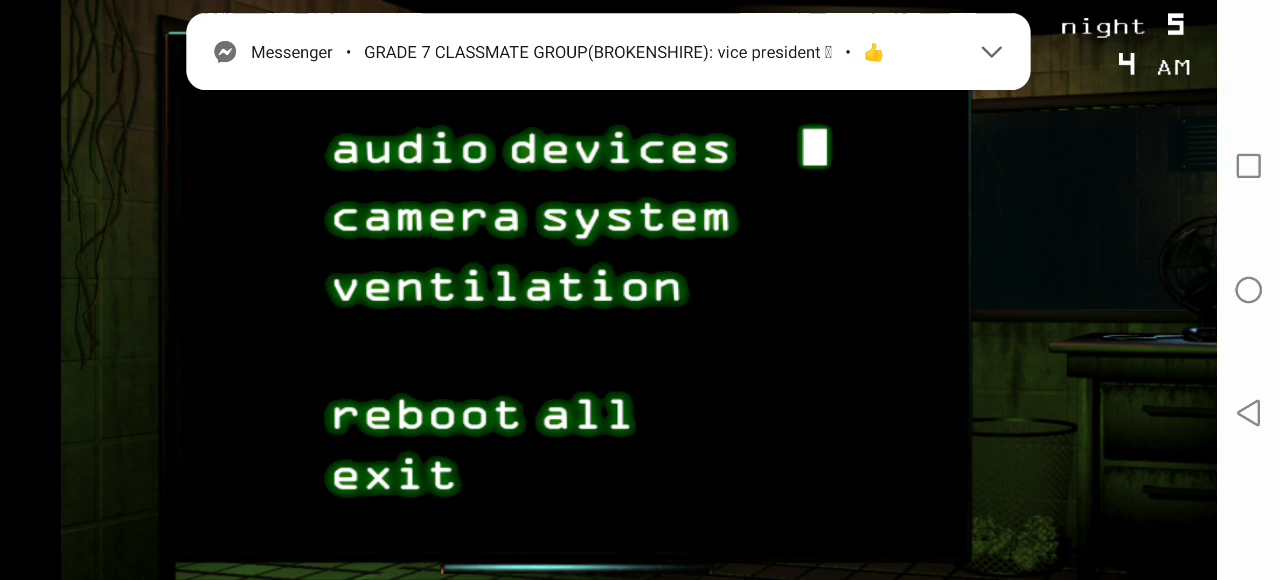 Messenger • GRADE 7 CLASSMATE GROUP(BROKENSHIRE): vice president • 👍
night 5
4 AM
audio devices
camera system
ventilation
reboot all
exit